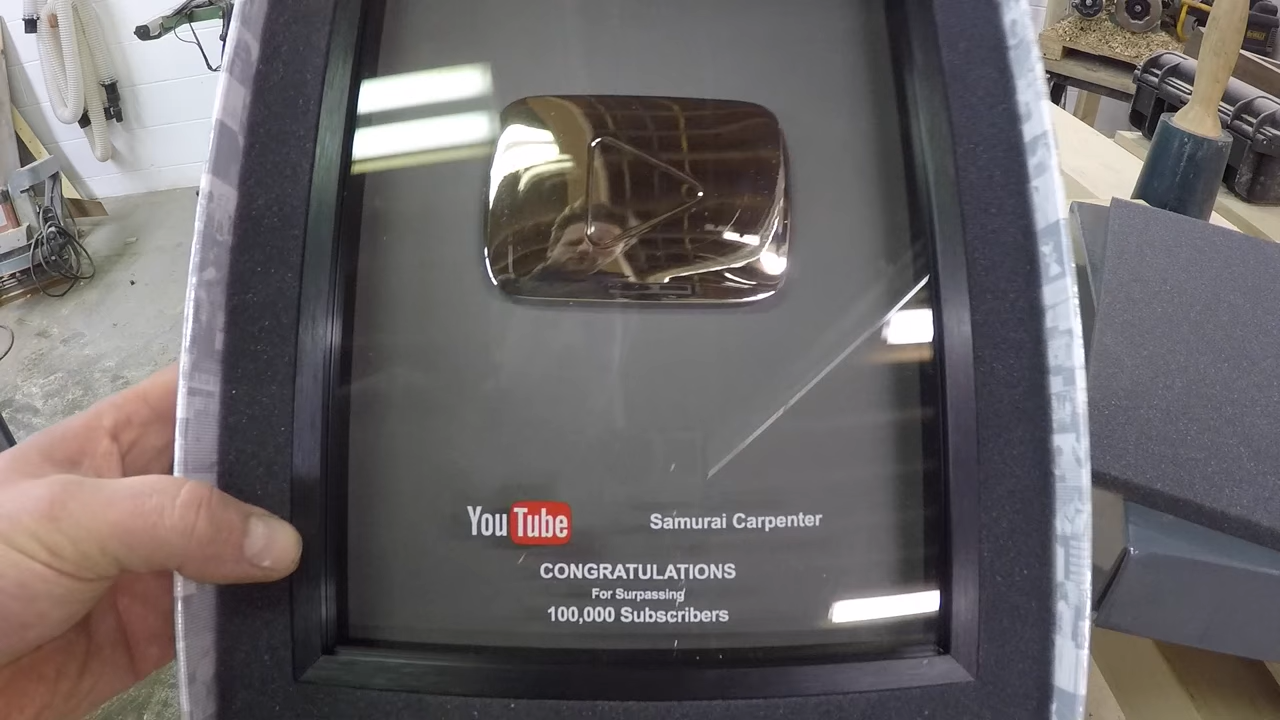 YouTube
Samurai Carpenter
CONGRATULATIONS
For Surpassing
100,000 Subscribers